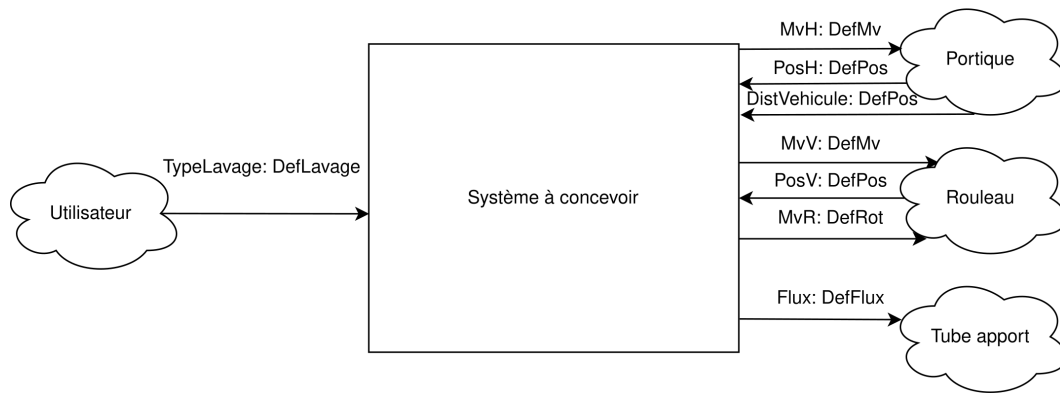 MvH: DefMv
Portique
PosH: DefPos
DistVehicule: DefPos
MvV: DefMv
TypeLavage: DefLavage
PosV: DefPos
Système à concevoir
Rouleau
Utilisateur
MvR: DefRot
Flux: DefFlux
Tube apport